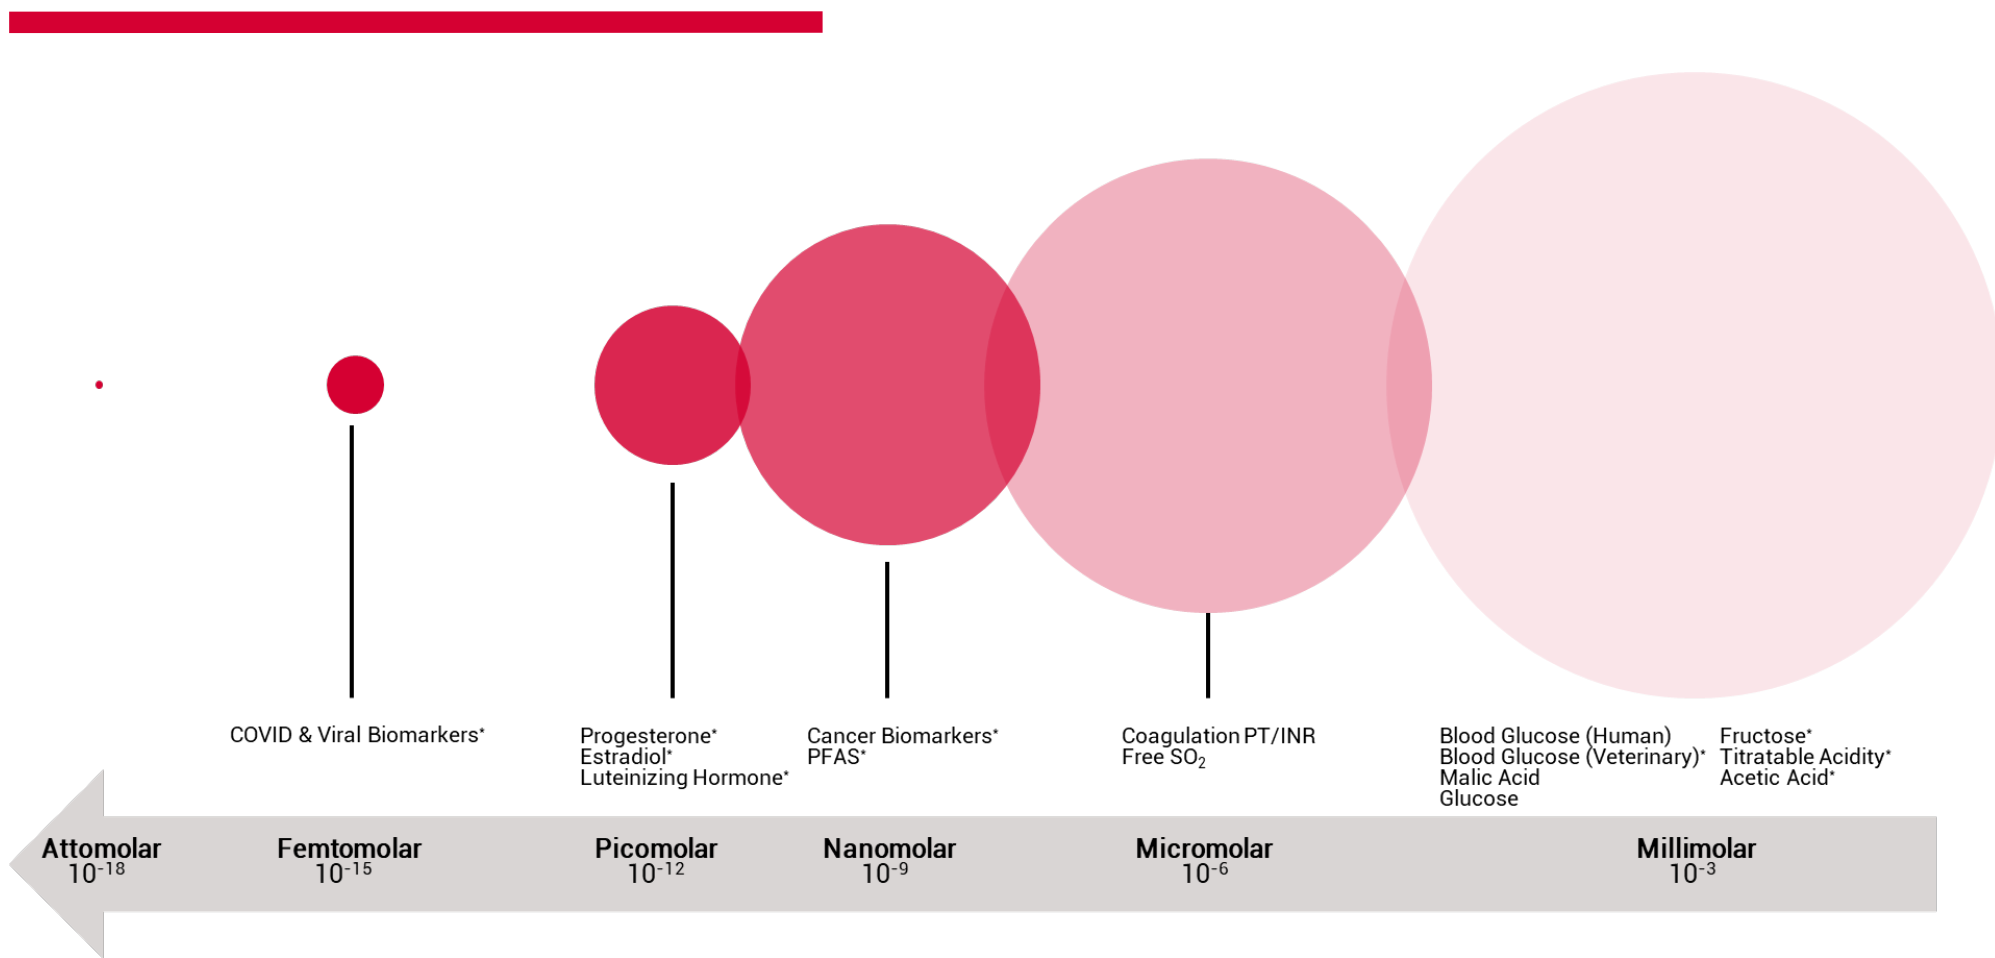 COVID & Viral Biomarkers*
Progesterone*
Estradiol*
Luteinizing Hormone*
Cancer Biomarkers*
PFAS*
Coagulation PT/INR
Free SO₂
Blood Glucose (Human)
Blood Glucose (Veterinary)*
Malic Acid
Glucose
Fructose*
Titratable Acidity*
Acetic Acid*
Attomolar
10⁻¹⁸
Femtomolar
10⁻¹⁵
Picomolar
10⁻¹²
Nanomolar
10⁻⁹
Micromolar
10⁻⁶
Millimolar
10⁻³